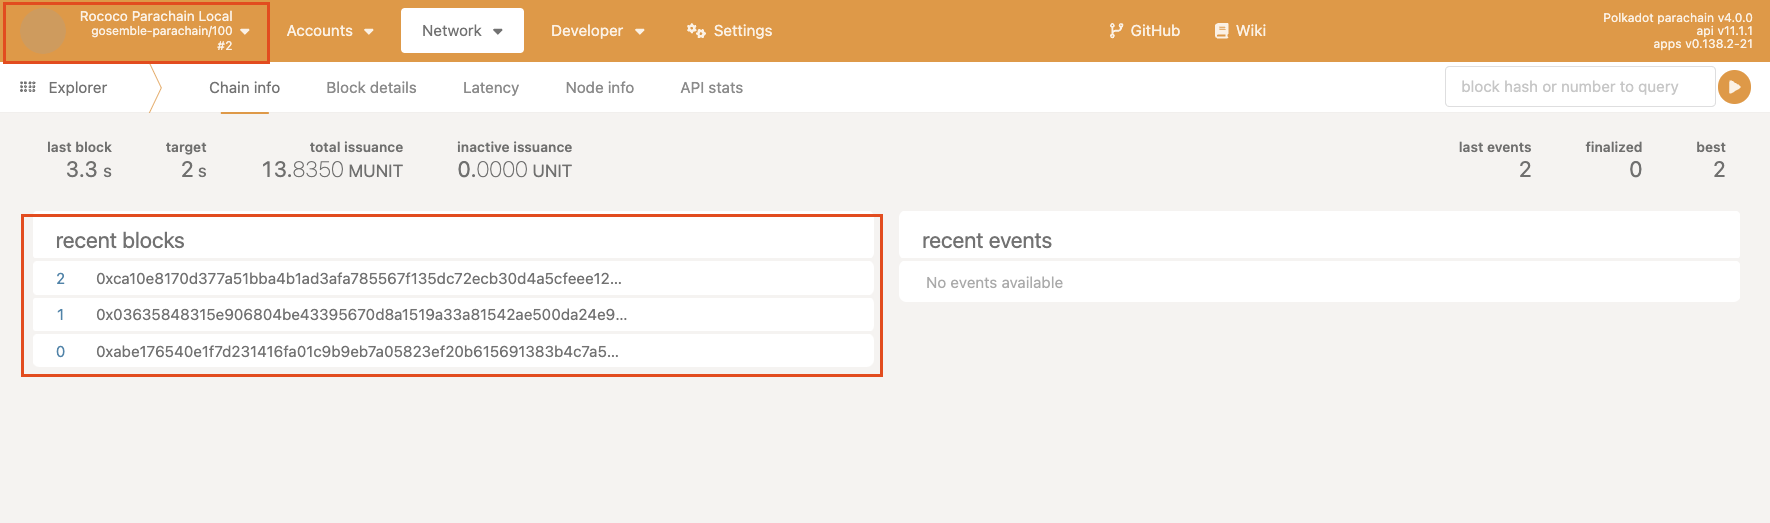 Rococo Parachain Local
gosemble-parachain/100
#2
Accounts
Network
Developer
Settings
GitHub
Wiki
Polkadot parachain v4.0.0
api v11.1.1
apps v0.138.2-21
Explorer
Chain info
Block details
Latency
Node info
API stats
block hash or number to query
last block
3.3 s
target
2 s
total issuance
13.8350 MUNIT
inactive issuance
0.0000 UNIT
last events
2
finalized
0
best
2
recent blocks
2 0xca10e8170d377a51bba4b1ad3afa785567f135dc72ecb30d4a5cfeee12...
1 0x03635848315e906804be43395670d8a1519a33a81542ae500da24e9...
0 0xabe176540e1f7d231416fa01c9b9eb7a05823ef20b615691383b4c7a5...
recent events
No events available